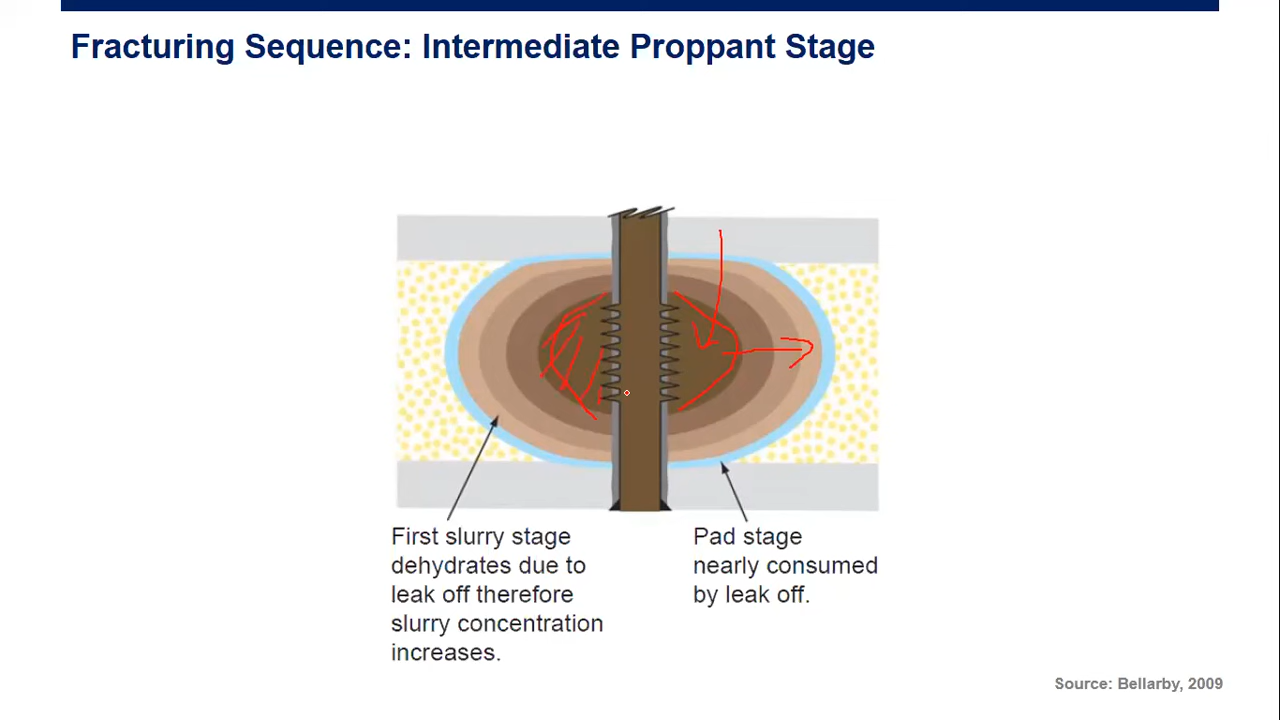 Fracturing Sequence: Intermediate Proppant Stage
First slurry stage
dehydrates due to
leak off therefore
slurry concentration
increases.
Pad stage
nearly consumed
by leak off.
Source: Bellarby, 2009